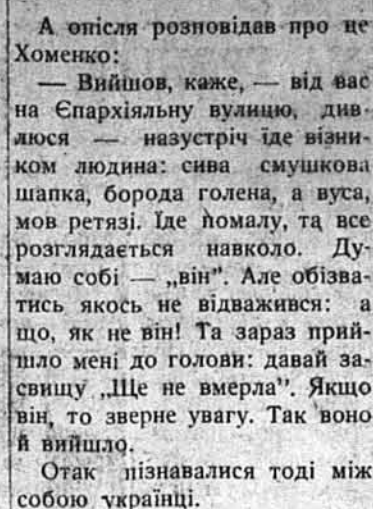 А опісля розповідав про це
Хоменко:
— Вийшов, каже, — від вас
на Єпархіяльну вулицю, див-
люся — назустріч їде візни-
ком людина: сива смушкова
шапка, борода голена, а вуса,
мов ретязі. Їде помалу, та все
розглядається навколо. Ду-
маю собі — „він". Але обізва-
тись якось не відважився: а
що, як не він! Та зараз прий-
шло мені до голови: давай за-
свищу „Ще не вмерла". Якщо
він, то зверне увагу. Так воно
й вийшло.
Отак пізнавалися тоді між
собою українці.